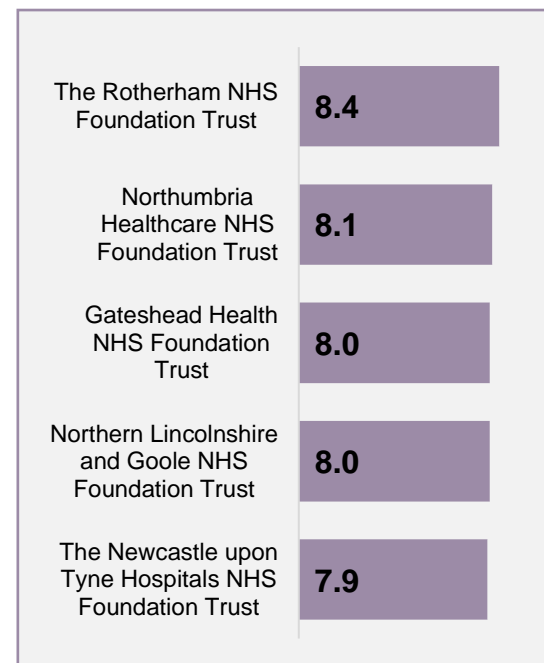 The Rotherham NHS
Foundation Trust
8.4
Northumbria
Healthcare NHS
Foundation Trust
8.1
Gateshead Health
NHS Foundation
Trust
8.0
Northern Lincolnshire
and Goole NHS
Foundation Trust
8.0
The Newcastle upon
Tyne Hospitals NHS
Foundation Trust
7.9